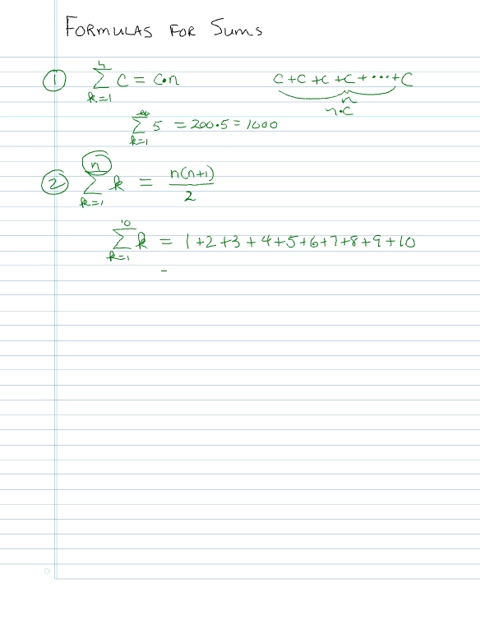 FORMULAS FOR SUMS
① n∑k=1 c = c·n    c+c+c+c+···+c
n
n·c
∑k=1 5 = 200·5 = 1000
② n∑k=1 k = n(n+1)/2
10∑k=1 k = 1+2+3+4+5+6+7+8+9+10
=